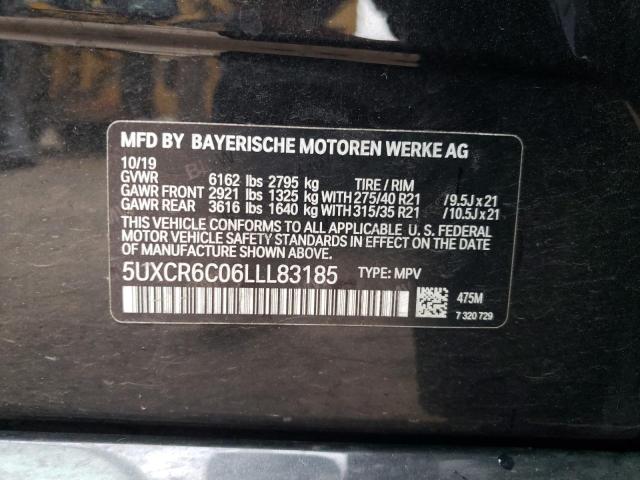 MFD BY BAYERISCHE MOTOREN WERKE AG
10/19
GVWR 6162 lbs 2795 kg TIRE / RIM
GAWR FRONT 2921 lbs 1325 kg WITH 275/40 R21 /9.5J x 21
GAWR REAR 3616 lbs 1640 kg WITH 315/35 R21 /10.5J x 21
THIS VEHICLE CONFORMS TO ALL APPLICABLE U. S. FEDERAL
MOTOR VEHICLE SAFETY STANDARDS IN EFFECT ON THE DATE
OF MANUFACTURE SHOWN ABOVE.
5UXCR6C06LLL83185 TYPE: MPV
475M
7 320 729